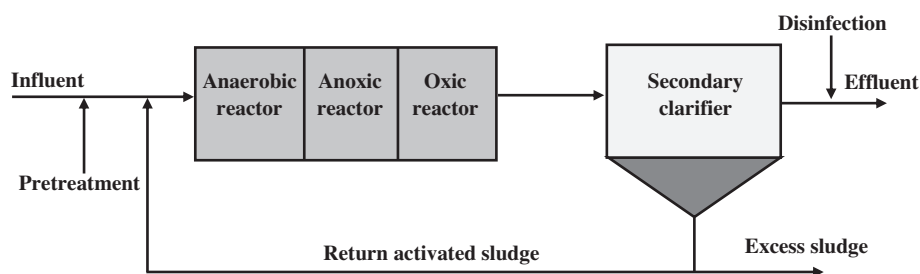 Disinfection
Influent
Anaerobic
reactor
Anoxic
reactor
Oxic
reactor
Secondary
clarifier
Effluent
Pretreatment
Return activated sludge
Excess sludge